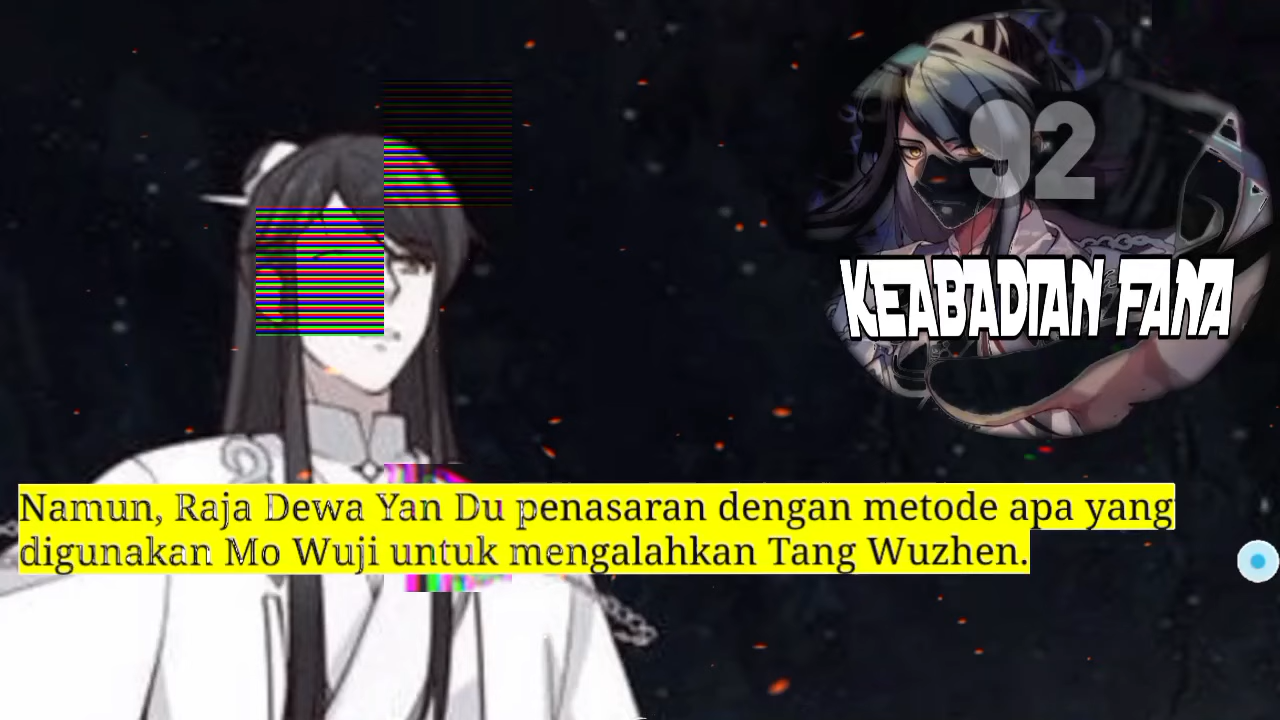 92
KEABADIAN FANA
Namun, Raja Dewa Yan Du penasaran dengan metode apa yang
digunakan Mo Wuji untuk mengalahkan Tang Wuzhen.